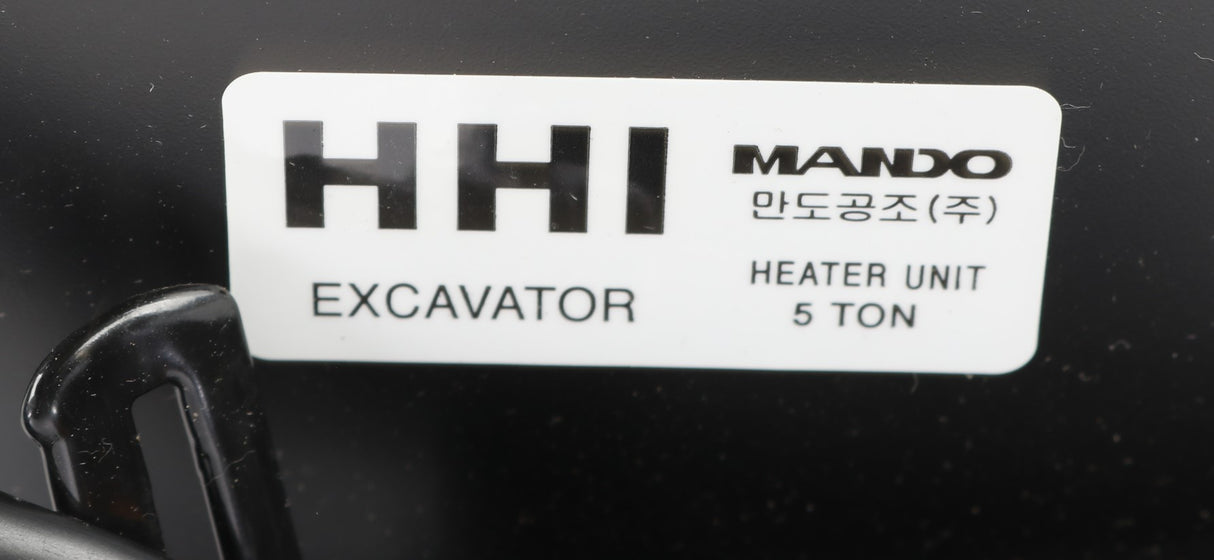 HHI
EXCAVATOR
MANDO
만도공조(주)
HEATER UNIT
5 TON